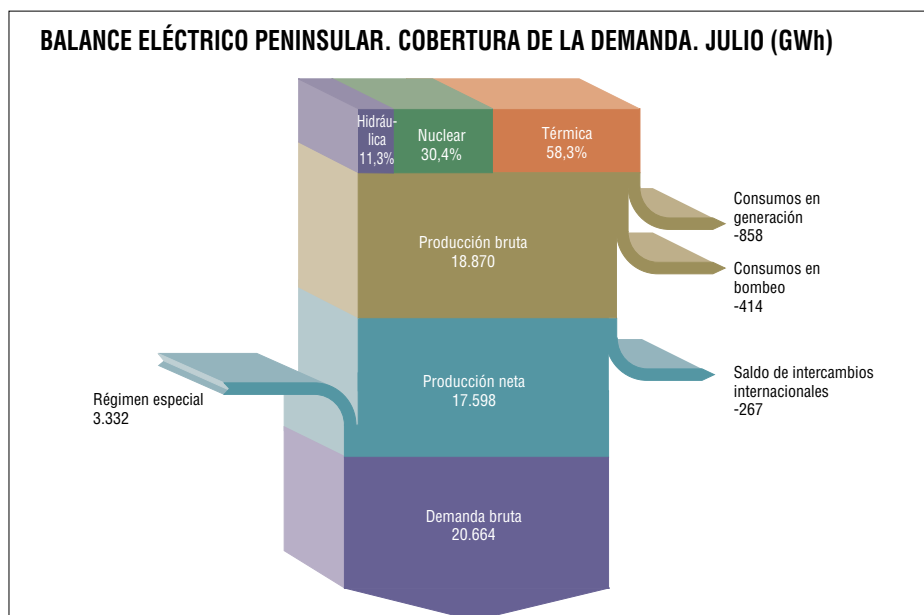 BALANCE ELÉCTRICO PENINSULAR. COBERTURA DE LA DEMANDA. JULIO (GWh)
Hidráu-
lica
11,3%
Nuclear
30,4%
Térmica
58,3%
Consumos en
generación
-858
Producción bruta
18.870
Consumos en
bombeo
-414
Saldo de intercambios
internacionales
-267
Producción neta
17.598
Régimen especial
3.332
Demanda bruta
20.664